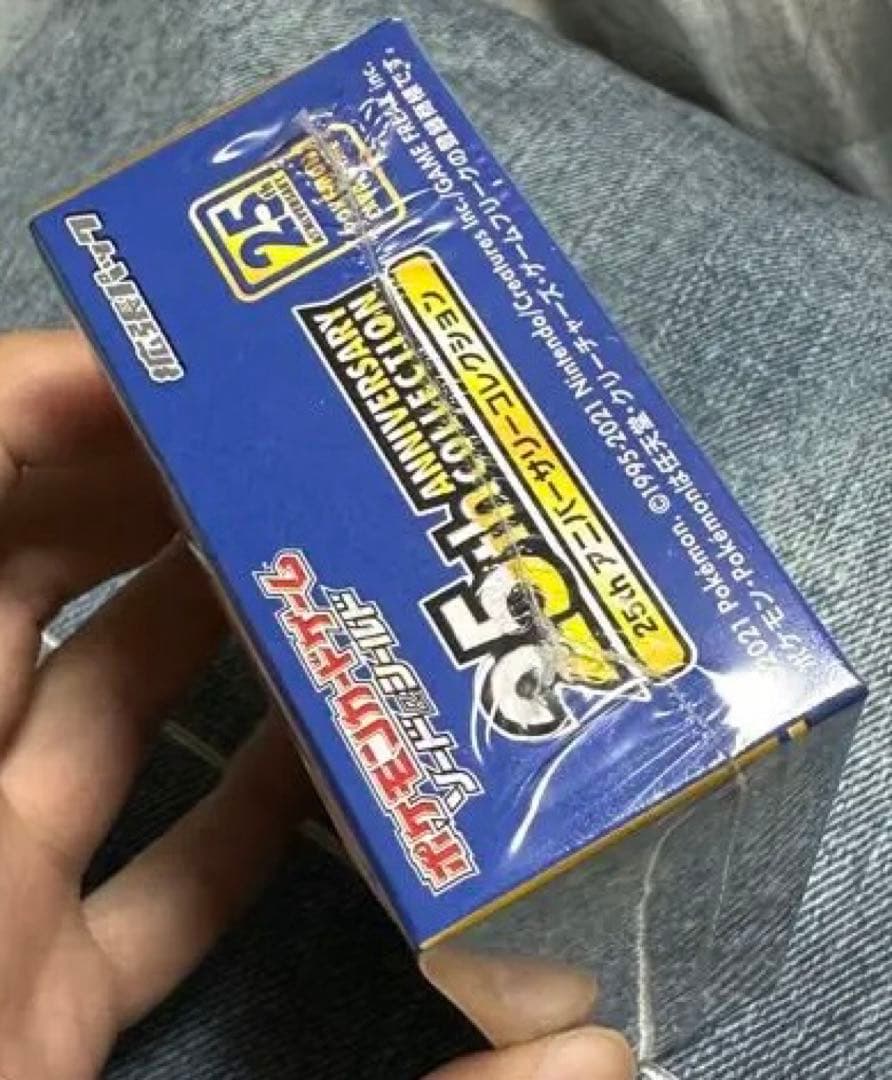 拡張パック
25th
ANNIVERSARY
ポケモンカードゲーム
ソード&シールド
25th ANNIVERSARY
COLLECTION
25th アニバーサリーコレクション
2021 Pokémon. ©1995-2021 Nintendo/Creatures Inc./GAME FREAK inc.
ポケモン・Pokémonは任天堂・クリーチャーズ・ゲームフリークの登録商標です。